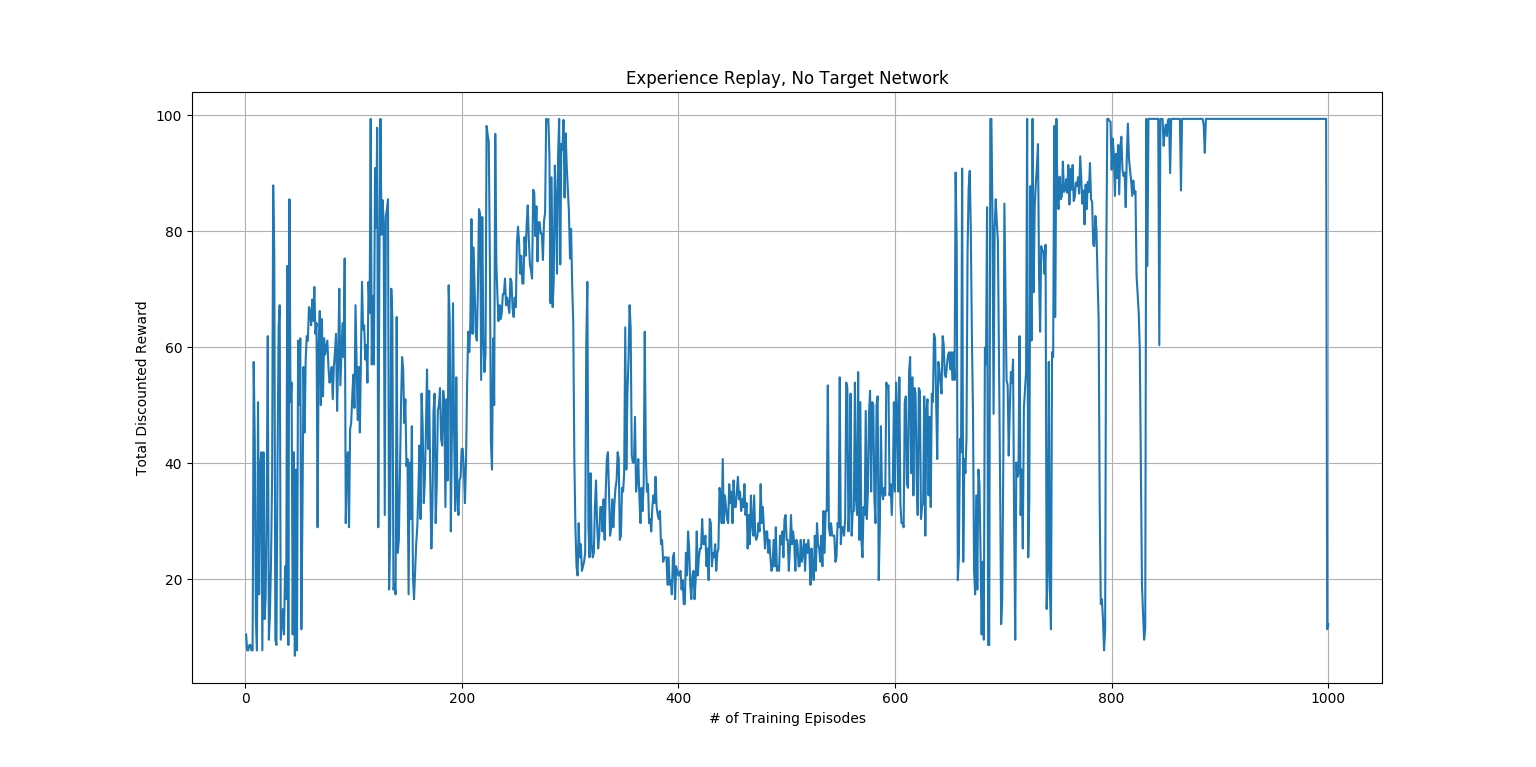 Experience Replay, No Target Network
100
80
60
40
20
Total Discounted Reward
0 200 400 600 800 1000
# of Training Episodes